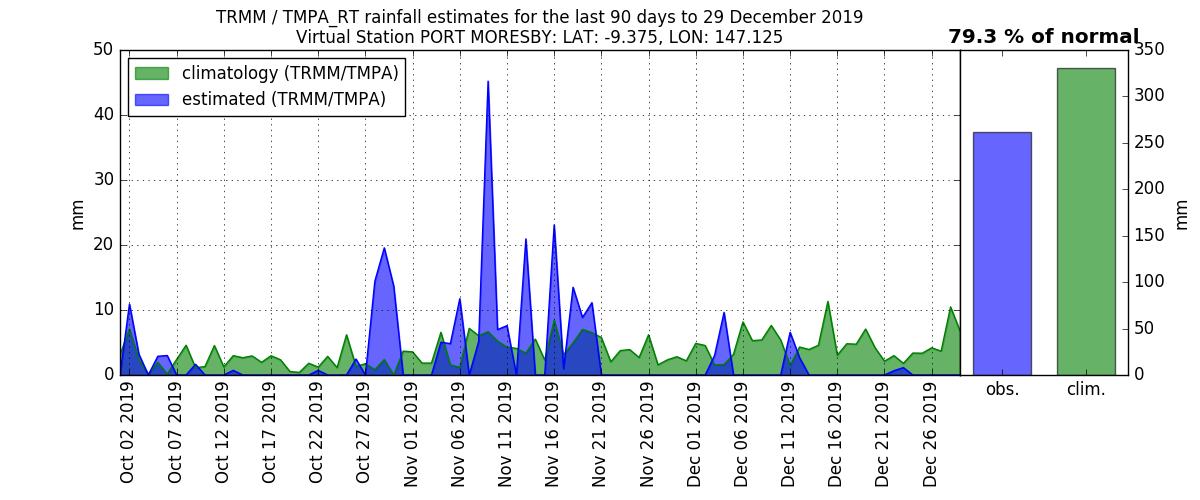 TRMM / TMPA_RT rainfall estimates for the last 90 days to 29 December 2019
Virtual Station PORT MORESBY: LAT: -9.375, LON: 147.125
79.3 % of normal
climatology (TRMM/TMPA)
estimated (TRMM/TMPA)
50
40
30
20
10
0
mm
Oct 02 2019
Oct 07 2019
Oct 12 2019
Oct 17 2019
Oct 22 2019
Oct 27 2019
Nov 01 2019
Nov 06 2019
Nov 11 2019
Nov 16 2019
Nov 21 2019
Nov 26 2019
Dec 01 2019
Dec 06 2019
Dec 11 2019
Dec 16 2019
Dec 21 2019
Dec 26 2019
obs.
clim.
350
300
250
200
150
100
50
0
mm